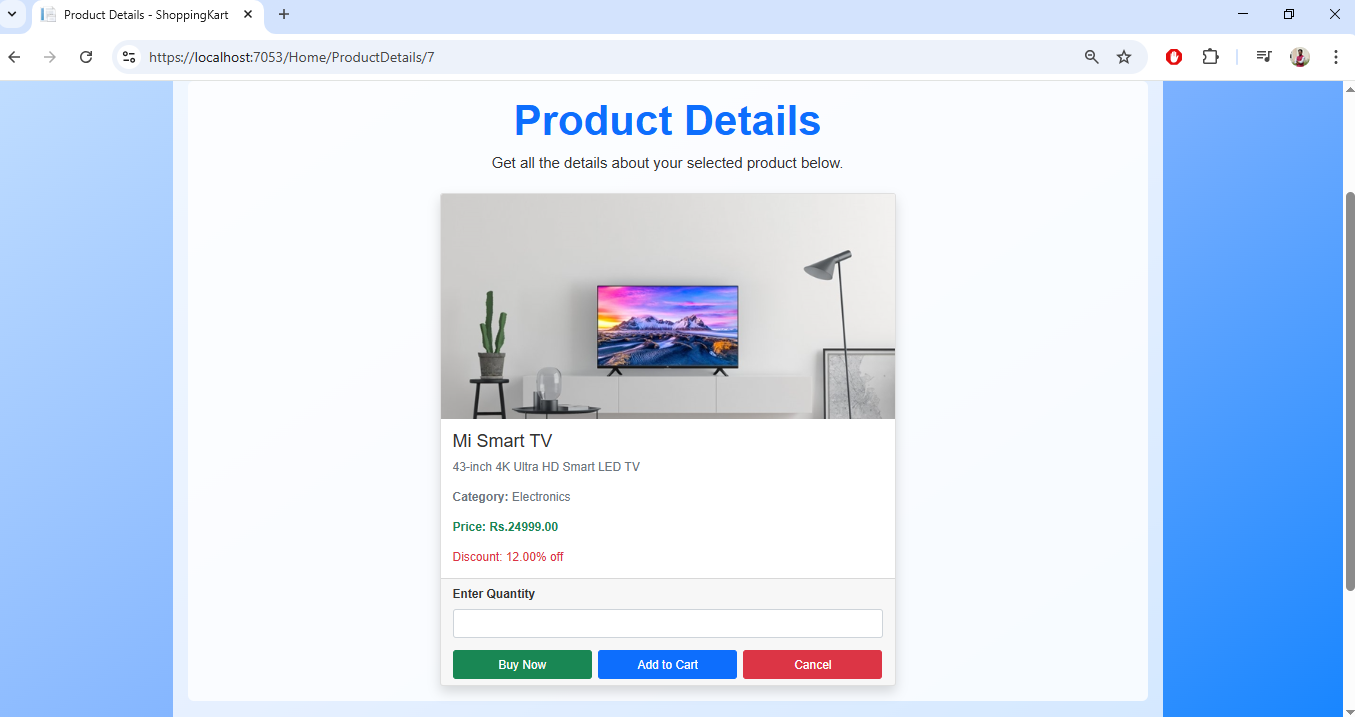 Product Details - ShoppingKart
https://localhost:7053/Home/ProductDetails/7
Product Details
Get all the details about your selected product below.
Mi Smart TV
43-inch 4K Ultra HD Smart LED TV
Category: Electronics
Price: Rs.24999.00
Discount: 12.00% off
Enter Quantity
Buy Now Add to Cart Cancel